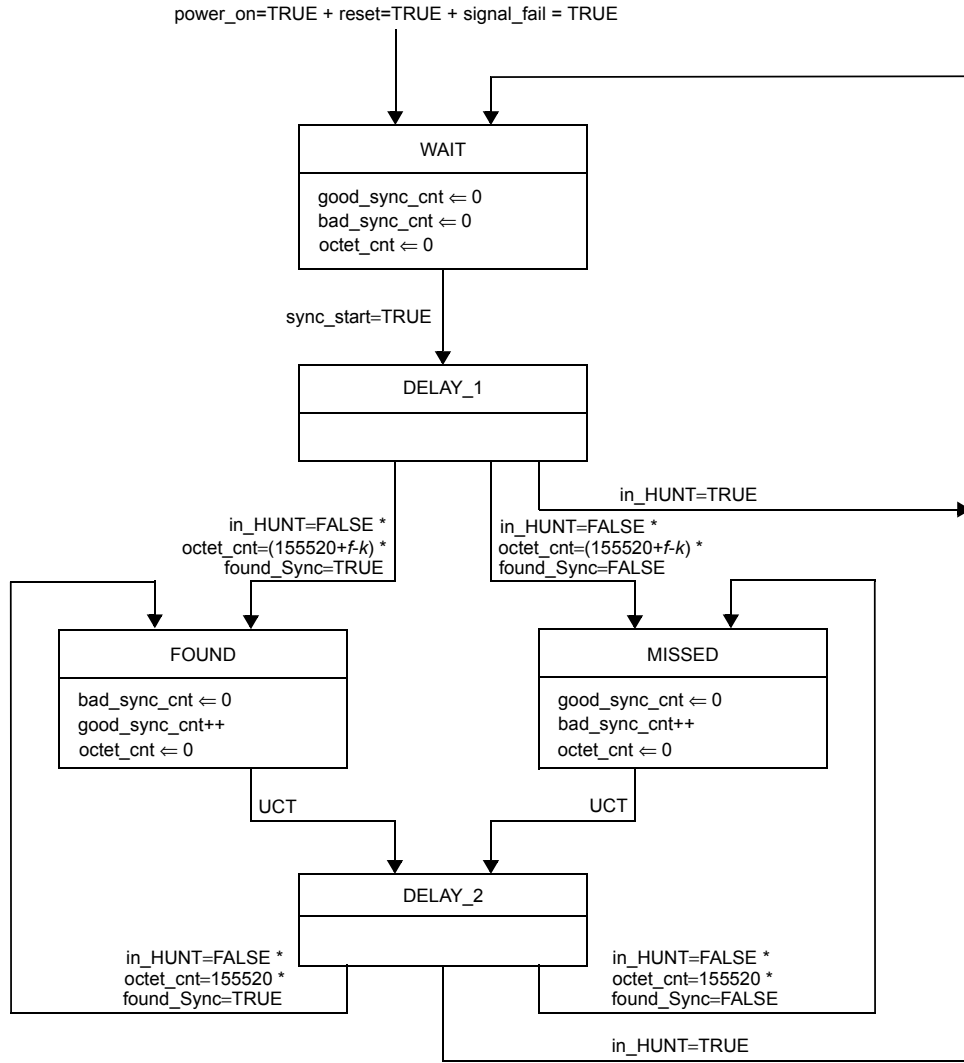 power_on=TRUE + reset=TRUE + signal_fail = TRUE
WAIT
good_sync_cnt ⇐ 0
bad_sync_cnt ⇐ 0
octet_cnt ⇐ 0
sync_start=TRUE
DELAY_1
in_HUNT=TRUE
in_HUNT=FALSE *
octet_cnt=(155520+f-k) *
found_Sync=TRUE
in_HUNT=FALSE *
octet_cnt=(155520+f-k) *
found_Sync=FALSE
FOUND
bad_sync_cnt ⇐ 0
good_sync_cnt++
octet_cnt ⇐ 0
MISSED
good_sync_cnt ⇐ 0
bad_sync_cnt++
octet_cnt ⇐ 0
UCT
UCT
DELAY_2
in_HUNT=FALSE *
octet_cnt=155520 *
found_Sync=TRUE
in_HUNT=FALSE *
octet_cnt=155520 *
found_Sync=FALSE
in_HUNT=TRUE